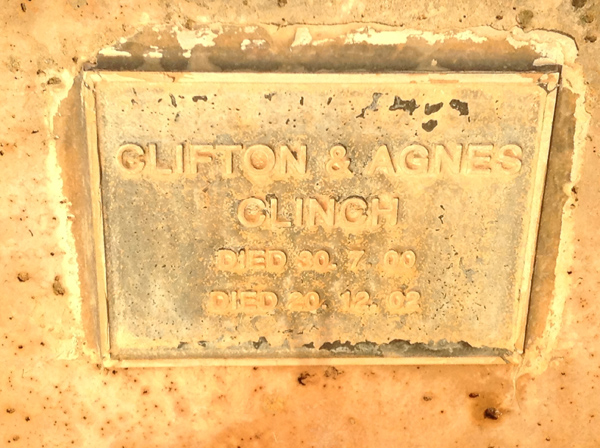 CLIFTON & AGNES
CLINCH
DIED 30. 7. 00
DIED 20. 12. 02